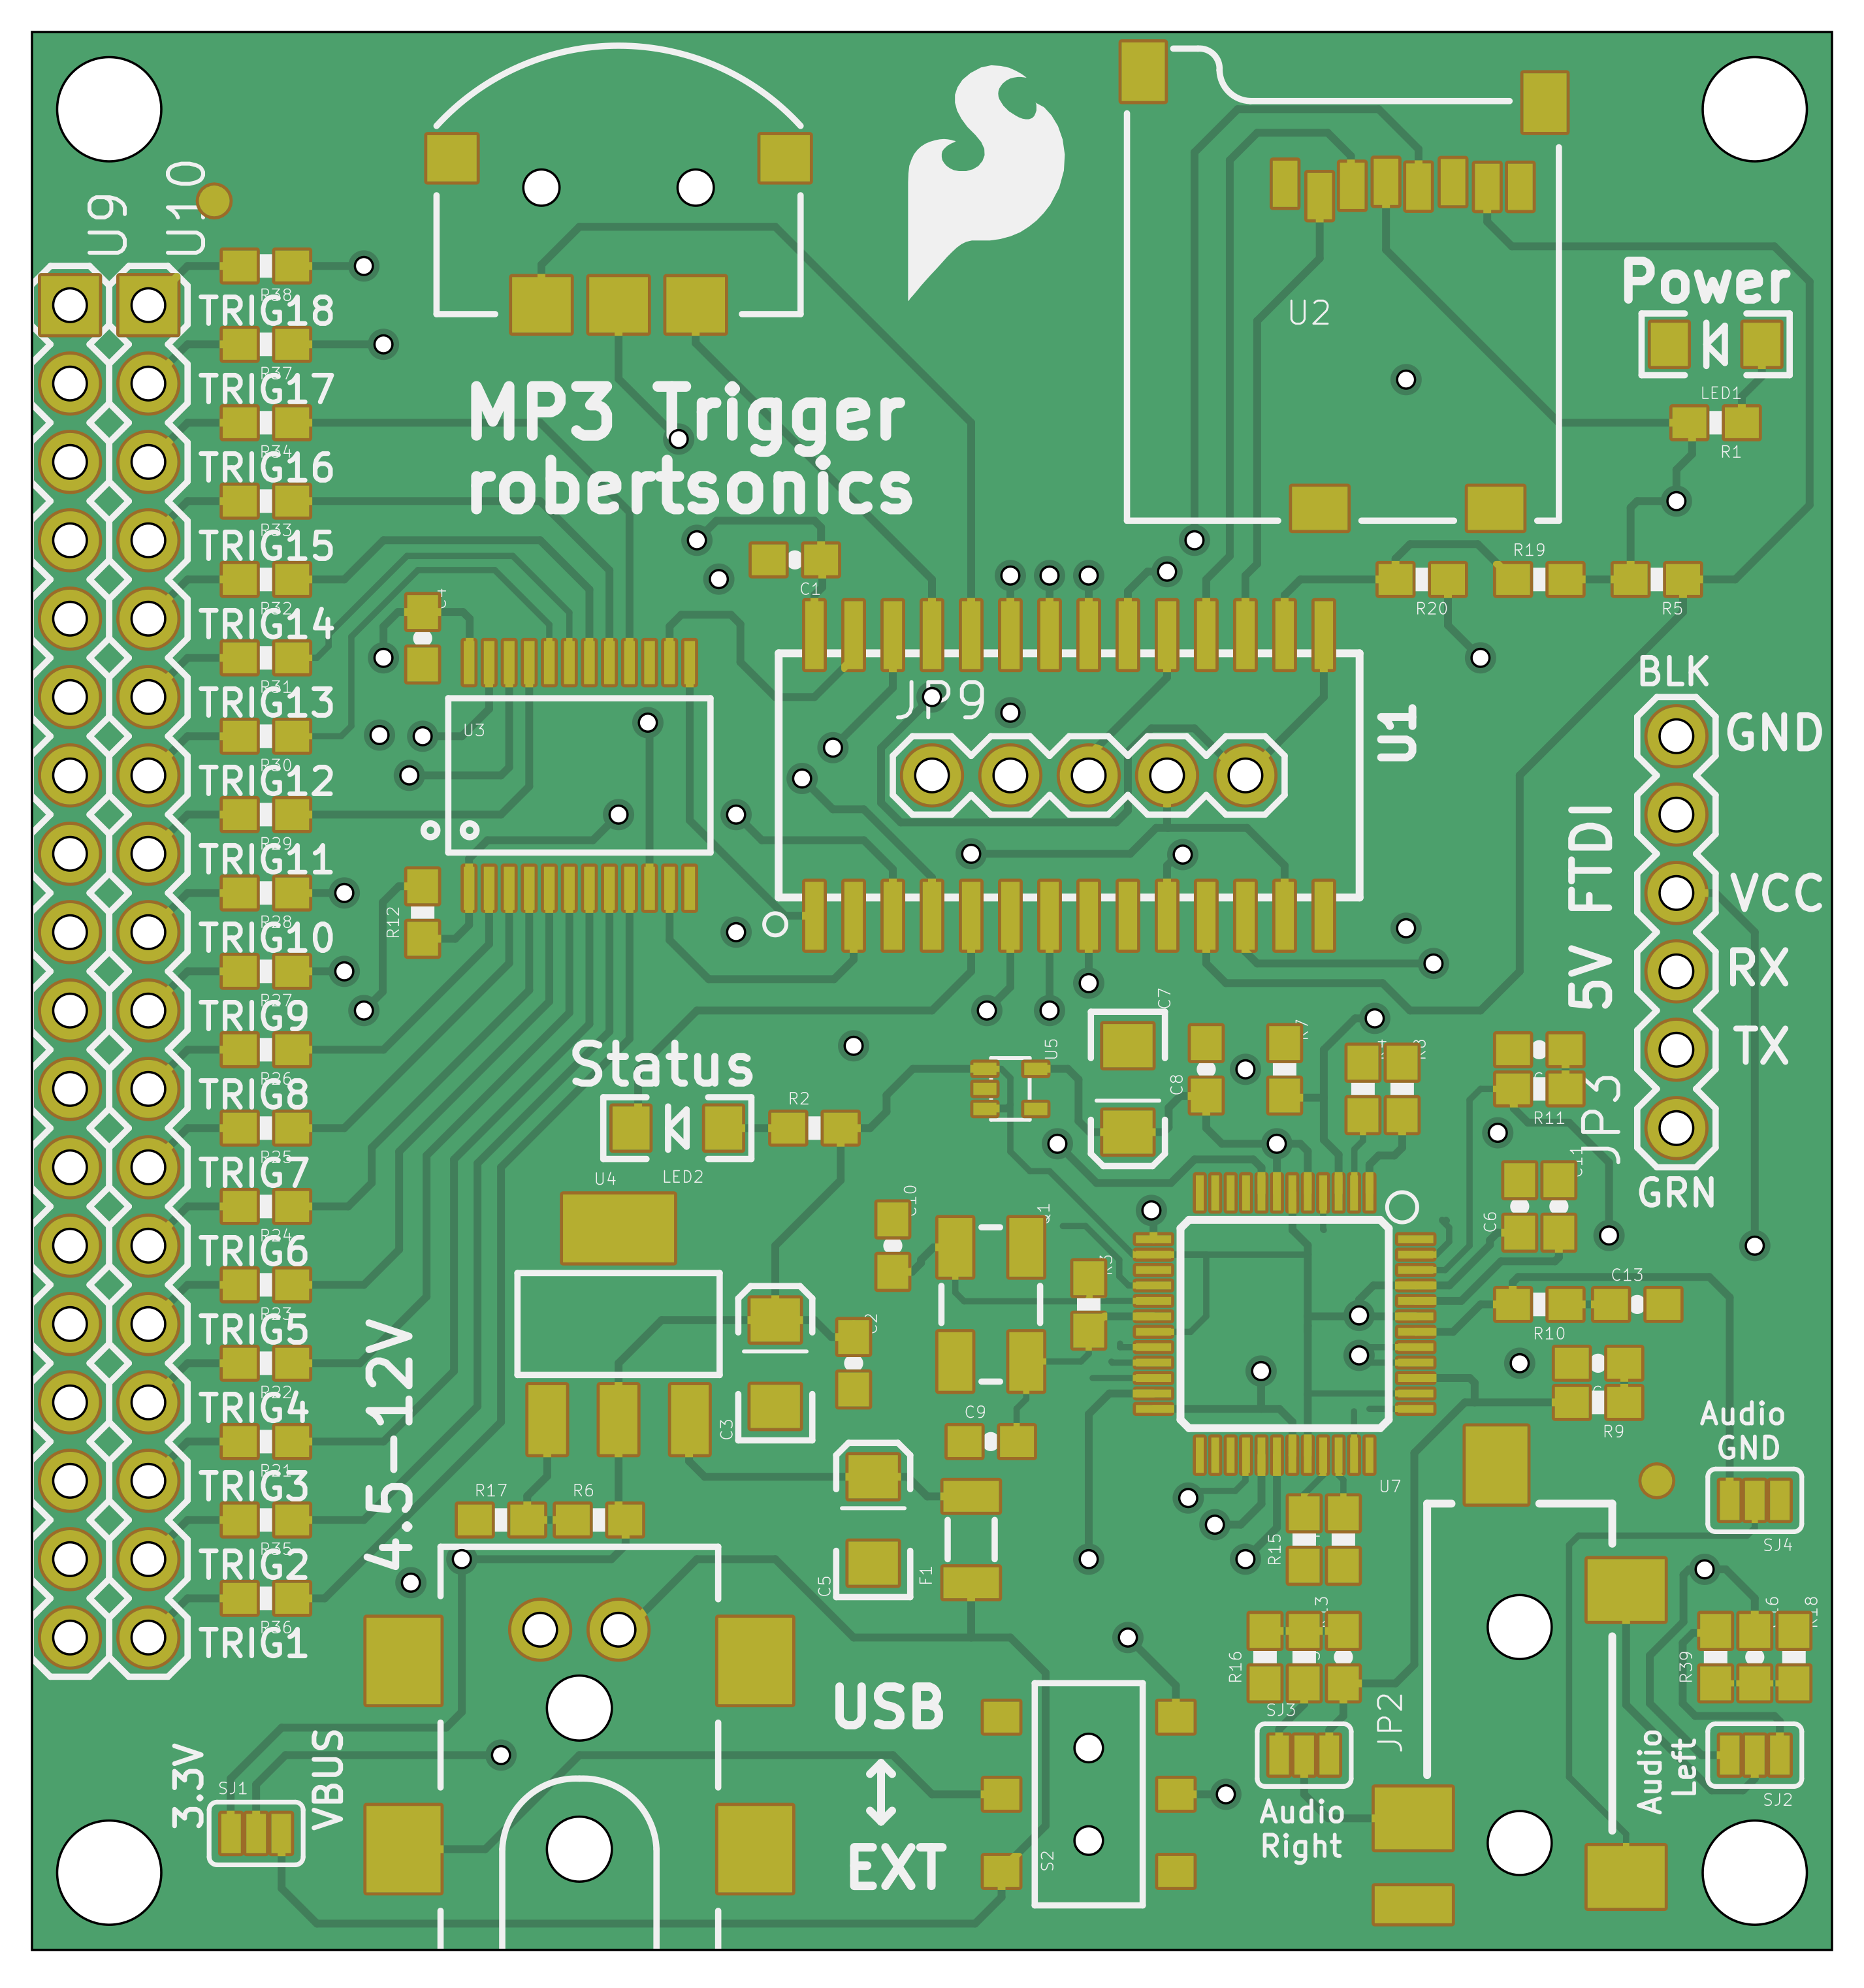 U9
U10
R38
TRIG18
R37
TRIG17
R34
TRIG16
R33
TRIG15
R32
TRIG14
R31
TRIG13
R30
TRIG12
R29
TRIG11
R28
TRIG10
R27
TRIG9
R26
TRIG8
R25
TRIG7
R24
TRIG6
R23
TRIG5
R22
TRIG4
R21
TRIG3
R35
TRIG2
R36
TRIG1
MP3 Trigger
robertsonics
C1
U2
Power
LED1
R1
R19
R20
R5
U3
R12
JP9
U1
BLK
GND
VCC
RX
TX
GRN
5V FTDI
JP3
Status
U4
LED2
R2
U5
C7
C8
R11
C6
C10
Q1
C2
C3
C9
C13
R10
R9
4.5-12V
R17
R6
C5
F1
U7
R15
Audio
GND
SJ4
R16
SJ3
JP2
Audio
Right
R39
R18
Audio
Left
SJ2
3.3V
SJ1
VBUS
USB
EXT
S2